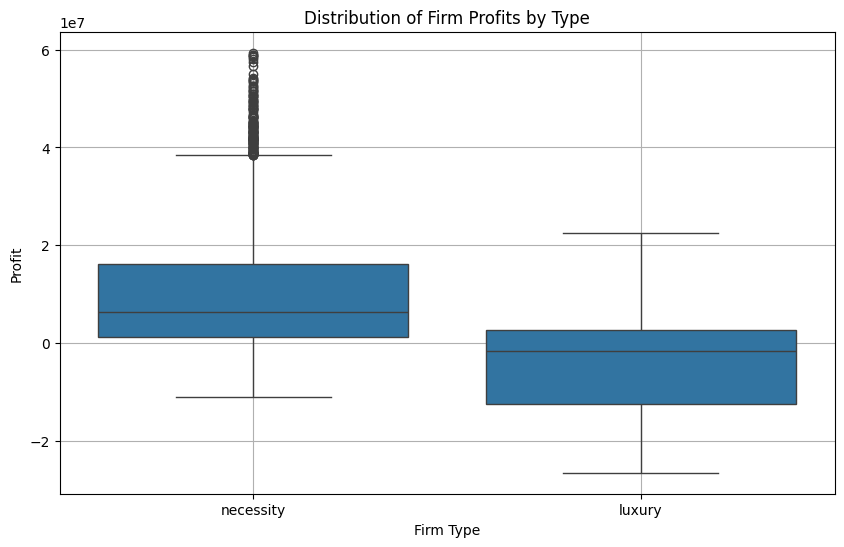 Distribution of Firm Profits by Type
1e7
6
4
2
0
−2
Profit
necessity
luxury
Firm Type